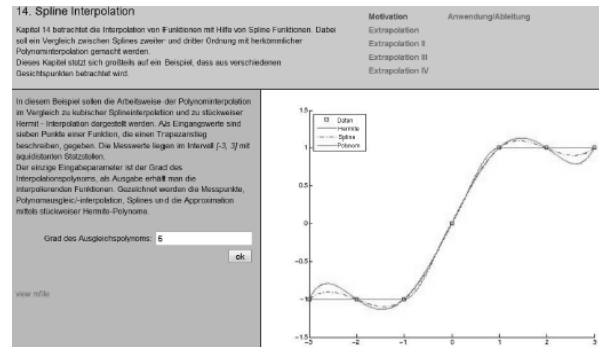 14. Spline Interpolation
Kapitel 14 betrachtet die Interpolation von Funktionen mit Hilfe von Spline Funktionen. Dabei
soll ein Vergleich zwischen Splines zweiter und dritter Ordnung mit herkömmlicher
Polynominterpolation gemacht werden.
Dieses Kapitel stützt sich großteils auf ein Beispiel, dass aus verschiedenen
Gesichtspunkten betrachtet wird.
Motivation
Anwendung/Ableitung
Extrapolation
Extrapolation II
Extrapolation III
Extrapolation IV
In diesem Beispiel sollen die Arbeitsweise der Polynominterpolation
im Vergleich zu kubischer Splineinterpolation und zu stückweiser
Hermit - Interpolation dargestellt werden. Als Eingangswerte sind
sieben Punkte einer Funktion, die einen Trapezanstieg
beschreiben, gegeben. Die Messwerte liegen im Intervall [-3, 3] mit
äquidistanten Stützstellen.
Der einzige Eingabeparameter ist der Grad des
Interpolationspolynoms, als Ausgabe erhält man die
interpolierenden Funktionen. Gezeichnet werden die Messpunkte,
Polynomausgleic/-interpolation, Splines und die Approximation
mittels stückweiser Hermite-Polynome.
Grad des Ausgleichspolynoms: 6
ok
view mfile
1.5
Daten
Hermite
Spline
Polynom
1
0.5
0
-0.5
-1
-1.5
-3
-2
-1
0
1
2
3